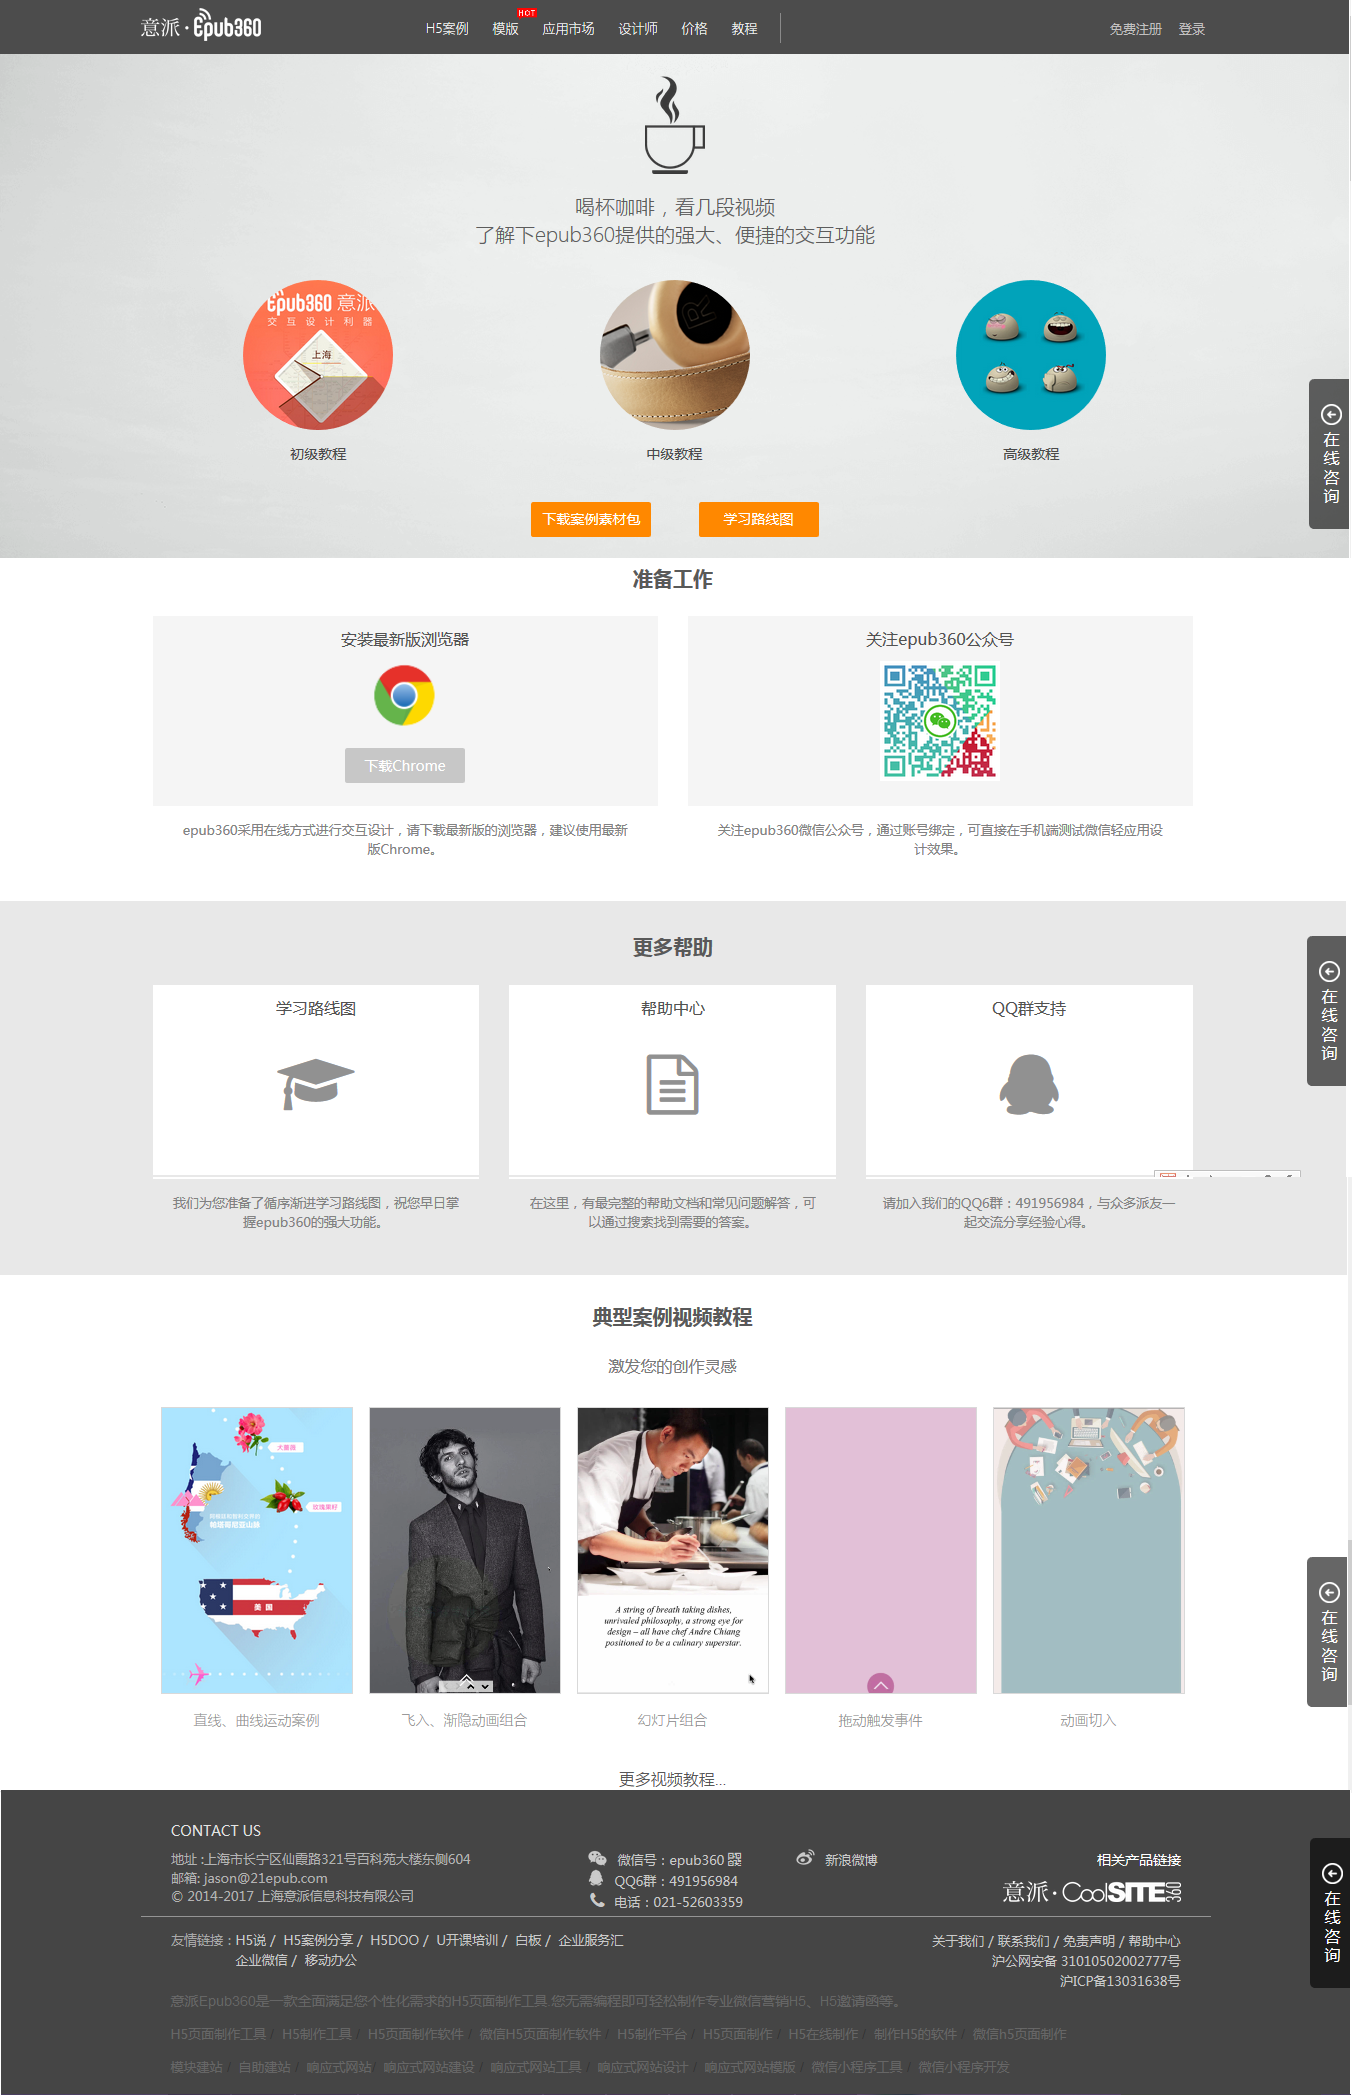 意派·Epub360
H5案例 模版 HOT 应用市场 设计师 价格 教程
免费注册 登录
喝杯咖啡，看几段视频
了解下epub360提供的强大、便捷的交互功能
Epub360 意派
交互设计利器
上海
初级教程
中级教程
高级教程
下载案例素材包
学习路线图
在线咨询
准备工作
安装最新版浏览器
下载Chrome
epub360采用在线方式进行交互设计，请下载最新版的浏览器，建议使用最新
版Chrome。
关注epub360公众号
关注epub360微信公众号，通过账号绑定，可直接在手机端测试微信轻应用设
计效果。
更多帮助
在线咨询
学习路线图
我们为您准备了循序渐进学习路线图，祝您早日掌
握epub360的强大功能。
帮助中心
在这里，有最完整的帮助文档和常见问题解答，可
以通过搜索找到需要的答案。
QQ群支持
请加入我们的QQ6群：491956984，与众多派友一
起交流分享经验心得。
典型案例视频教程
激发您的创作灵感
美 国
A string of breath taking dishes,
unrivaled philosophy, a strong eye for
design – all have chef Andre Chiang
positioned to be a culinary superstar.
在线咨询
直线、曲线运动案例
飞入、渐隐动画组合
幻灯片组合
拖动触发事件
动画切入
更多视频教程...
CONTACT US
地址 :上海市长宁区仙霞路321号百科苑大楼东侧604
邮箱: jason@21epub.com
© 2014-2017 上海意派信息科技有限公司
微信号：epub360
QQ6群：491956984
电话：021-52603359
新浪微博
相关产品链接
意派·CoolSITE360
在线咨询
友情链接：H5说 / H5案例分享 / H5DOO / U开课培训 / 白板 / 企业服务汇
企业微信 / 移动办公
关于我们 / 联系我们 / 免责声明 / 帮助中心
沪公网安备 31010502002777号
沪ICP备13031638号
意派Epub360是一款全面满足您个性化需求的H5页面制作工具.您无需编程即可轻松制作专业微信营销H5、H5邀请函等。
H5页面制作工具 / H5制作工具 / H5页面制作软件 / 微信H5页面制作软件 / H5制作平台 / H5页面制作 / H5在线制作 / 制作H5的软件 / 微信h5页面制作
模块建站 / 自助建站 / 响应式网站 / 响应式网站建设 / 响应式网站工具 / 响应式网站设计 / 响应式网站模版 / 微信小程序工具 / 微信小程序开发